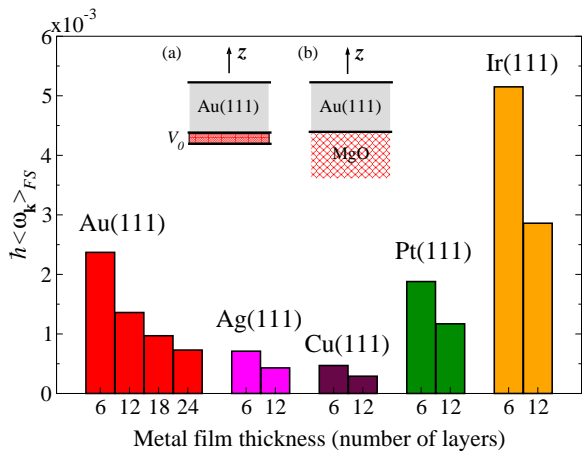 x10⁻³
6
5
4
3
2
1
0
ħ<ω_k>_FS
(a) z (b) z
Au(111) Au(111)
V₀
MgO
Ir(111)
Au(111)
Pt(111)
Ag(111)
Cu(111)
6 12 18 24 6 12 6 12 6 12 6 12
Metal film thickness (number of layers)